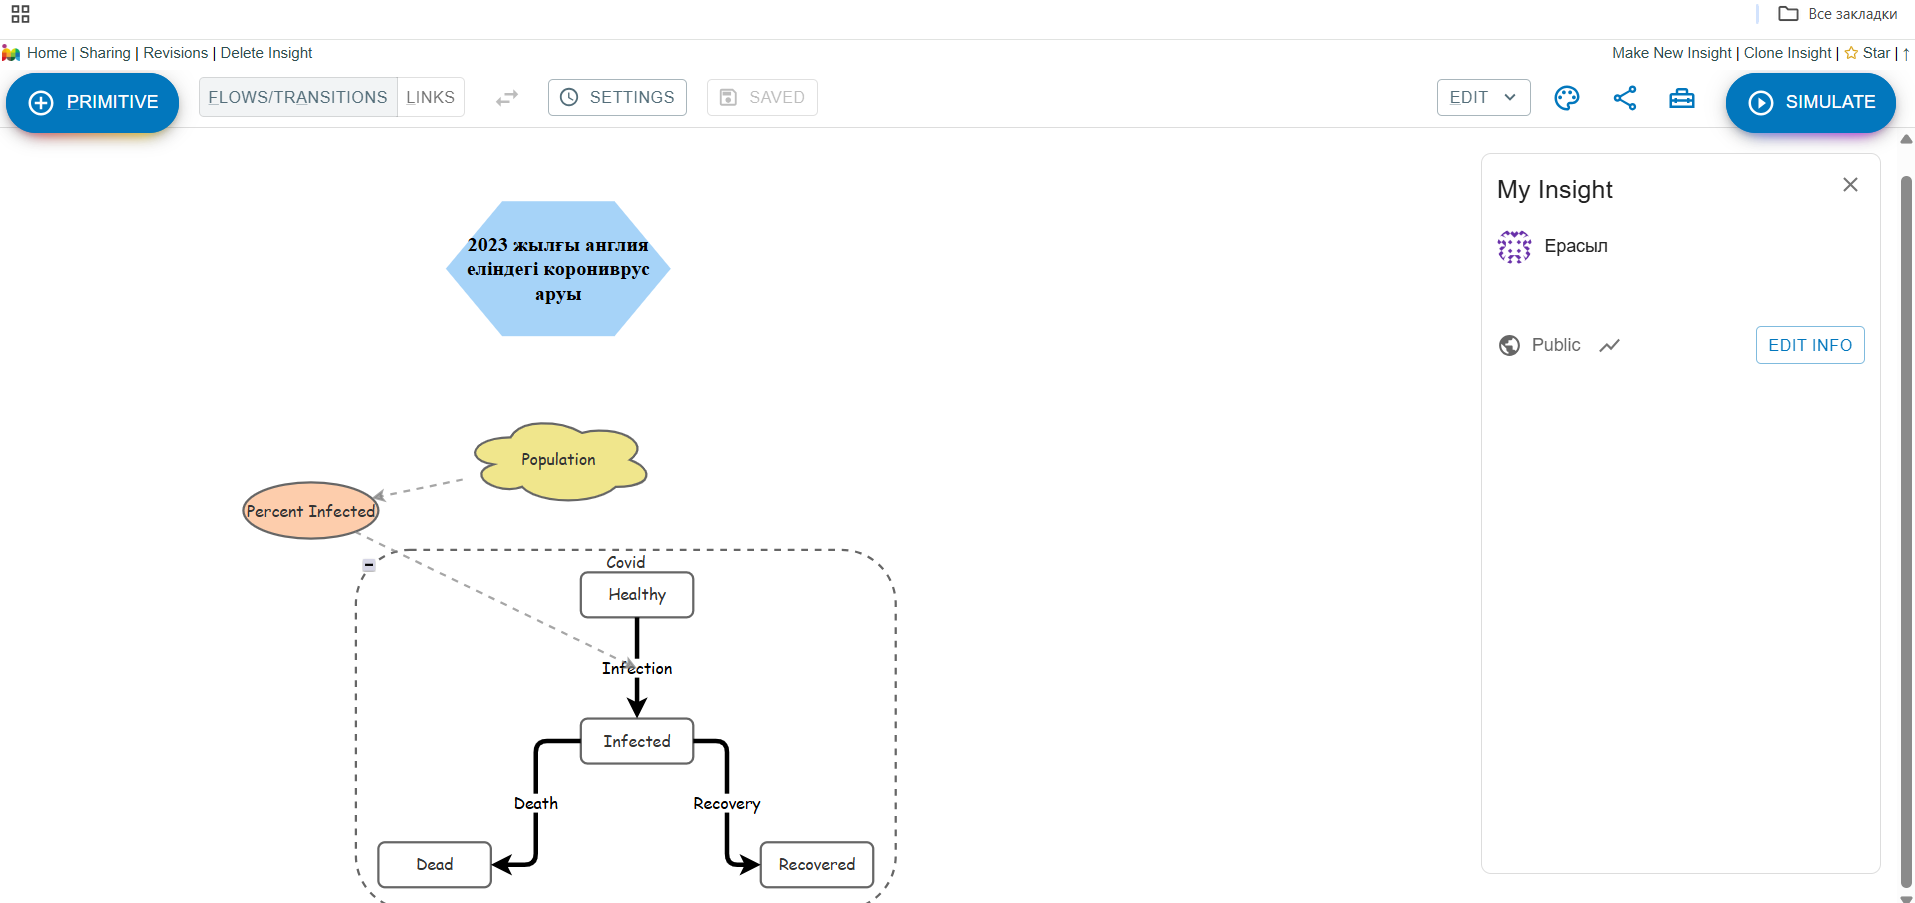 Все закладки
Home | Sharing | Revisions | Delete Insight
Make New Insight | Clone Insight | Star | ↑
PRIMITIVE
FLOWS/TRANSITIONS
LINKS
SETTINGS
SAVED
EDIT
SIMULATE
2023 жылғы англия
еліндегі корониврус
аруы
My Insight
Ерасыл
Public
EDIT INFO
Population
Percent Infected
Covid
Healthy
Infection
Infected
Death
Recovery
Dead
Recovered